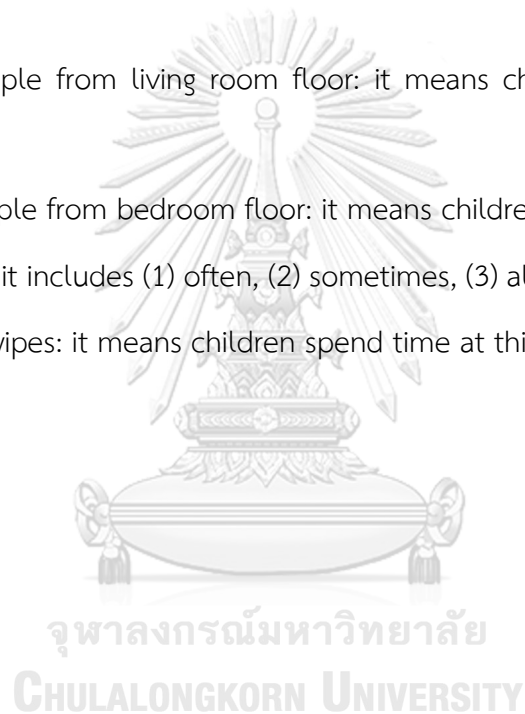 ple from living room floor: it means ch
ple from bedroom floor: it means childre
it includes (1) often, (2) sometimes, (3) al
vipes: it means children spend time at thi
จุฬาลงกรณ์มหาวิทยาลัย
CHULALONGKORN UNIVERSITY